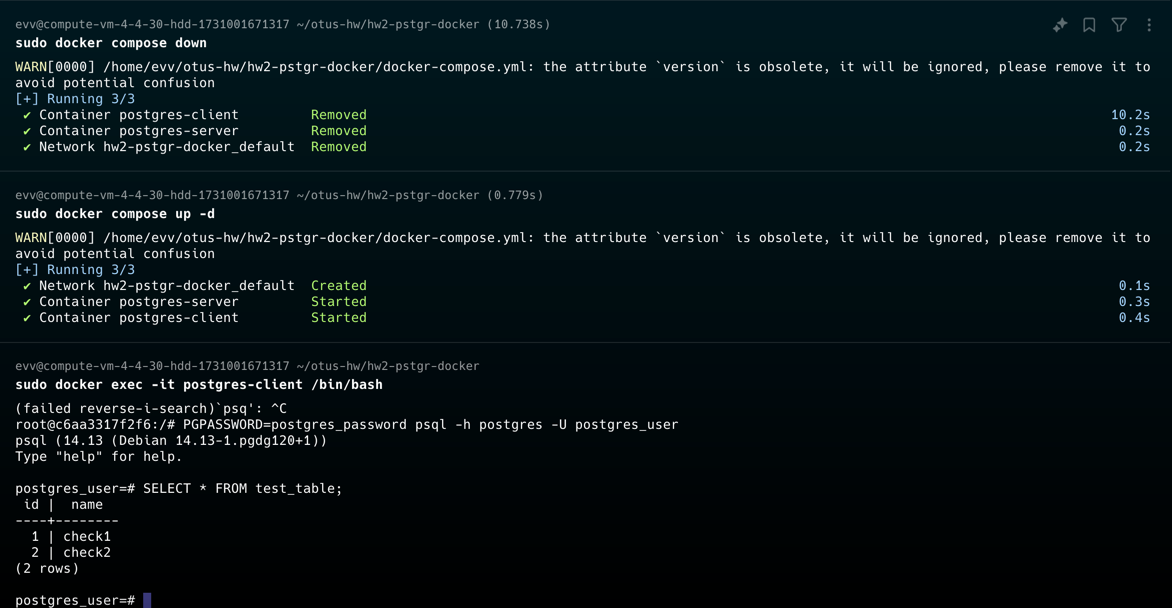 evv@compute-vm-4-4-30-hdd-1731001671317 ~/otus-hw/hw2-pstgr-docker (10.738s)
sudo docker compose down
WARN[0000] /home/evv/otus-hw/hw2-pstgr-docker/docker-compose.yml: the attribute `version` is obsolete, it will be ignored, please remove it to
avoid potential confusion
[+] Running 3/3
✔ Container postgres-client Removed 10.2s
✔ Container postgres-server Removed 0.2s
✔ Network hw2-pstgr-docker_default Removed 0.2s
evv@compute-vm-4-4-30-hdd-1731001671317 ~/otus-hw/hw2-pstgr-docker (0.779s)
sudo docker compose up -d
WARN[0000] /home/evv/otus-hw/hw2-pstgr-docker/docker-compose.yml: the attribute `version` is obsolete, it will be ignored, please remove it to
avoid potential confusion
[+] Running 3/3
✔ Network hw2-pstgr-docker_default Created 0.1s
✔ Container postgres-server Started 0.3s
✔ Container postgres-client Started 0.4s
evv@compute-vm-4-4-30-hdd-1731001671317 ~/otus-hw/hw2-pstgr-docker
sudo docker exec -it postgres-client /bin/bash
(failed reverse-i-search)`psq': ^C
root@c6aa3317f2f6:/# PGPASSWORD=postgres_password psql -h postgres -U postgres_user
psql (14.13 (Debian 14.13-1.pgdg120+1))
Type "help" for help.
postgres_user=# SELECT * FROM test_table;
id | name
----+--------
1 | check1
2 | check2
(2 rows)
postgres_user=#